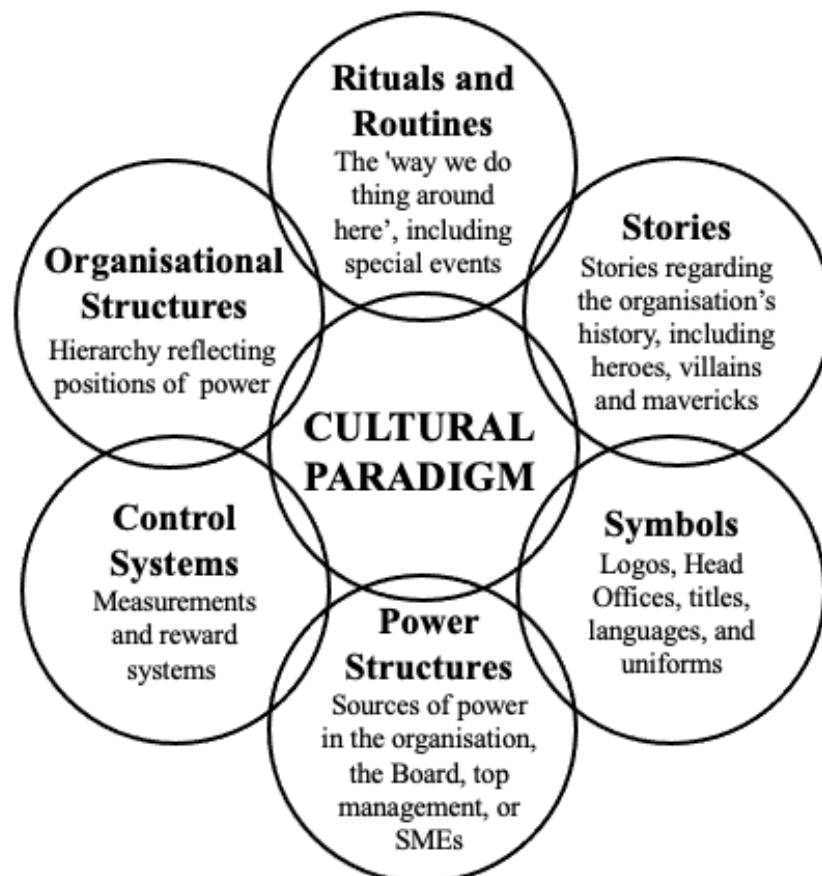 Rituals and
Routines
The 'way we do
thing around
here’, including
special events
Organisational
Structures
Hierarchy reflecting
positions of power
Stories
Stories regarding
the organisation’s
history, including
heroes, villains
and mavericks
CULTURAL
PARADIGM
Control
Systems
Measurements
and reward
systems
Symbols
Logos, Head
Offices, titles,
languages, and
uniforms
Power
Structures
Sources of power
in the organisation,
the Board, top
management, or
SMEs